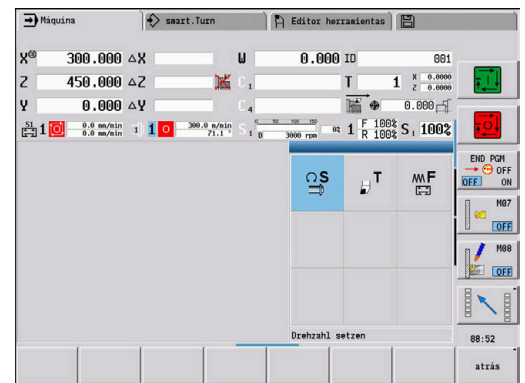 Máquina smart.Turn Editor herramientas
X 300.000 ΔX W 0.000 ID 001
Z 450.000 ΔZ C 1 T 1 X 0.0000 Z 0.0000
Y 0.000 ΔY C 4 0.000
S1 1 0.0 mm/min 0.0 mm/min 1 0 300.0 m/min 71.1 ° S 1 0 50 100 150 0% 3000 rpm 1 F 100% R 100% S 1 100%
END PGM
OFF
OFF ON
S T F
M07
OFF
M08
OFF
Drehzahl setzen
08:52
atrás